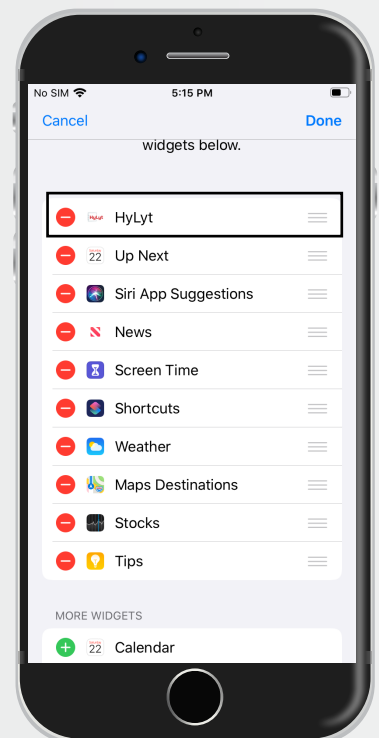 No SIM 5:15 PM
Cancel Done
widgets below.
HyLyt HyLyt
22 Up Next
Siri App Suggestions
News
Screen Time
Shortcuts
Weather
Maps Destinations
Stocks
Tips
MORE WIDGETS
22 Calendar